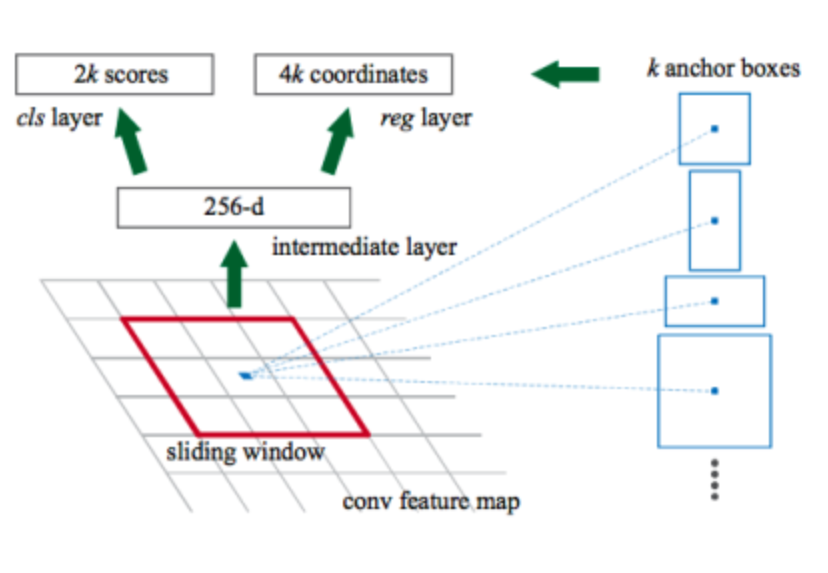 2k scores
4k coordinates
k anchor boxes
cls layer
reg layer
256-d
intermediate layer
sliding window
conv feature map